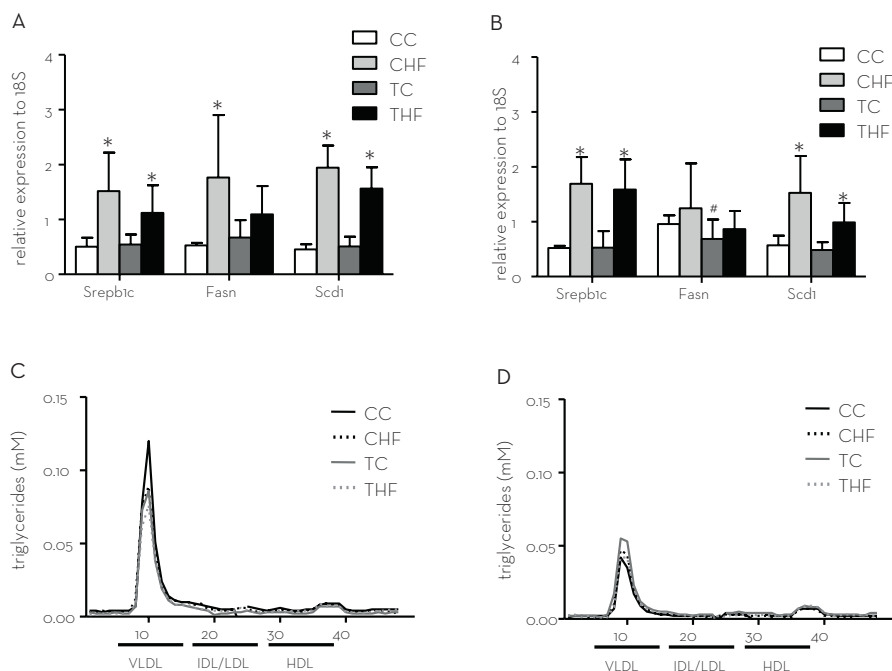 A
relative expression to 18S
4
3
2
1
0
CC
CHF
TC
THF
*
*
*
*
*
Srepb1c
Fasn
Scd1
B
relative expression to 18S
4
3
2
1
0
CC
CHF
TC
THF
*
*
#
*
*
Srepb1c
Fasn
Scd1
C
triglycerides (mM)
0.15
0.10
0.05
0.00
CC
CHF
TC
THF
10
20
30
40
VLDL
IDL/LDL
HDL
D
triglycerides (mM)
0.15
0.10
0.05
0.00
CC
CHF
TC
THF
10
20
30
40
VLDL
IDL/LDL
HDL